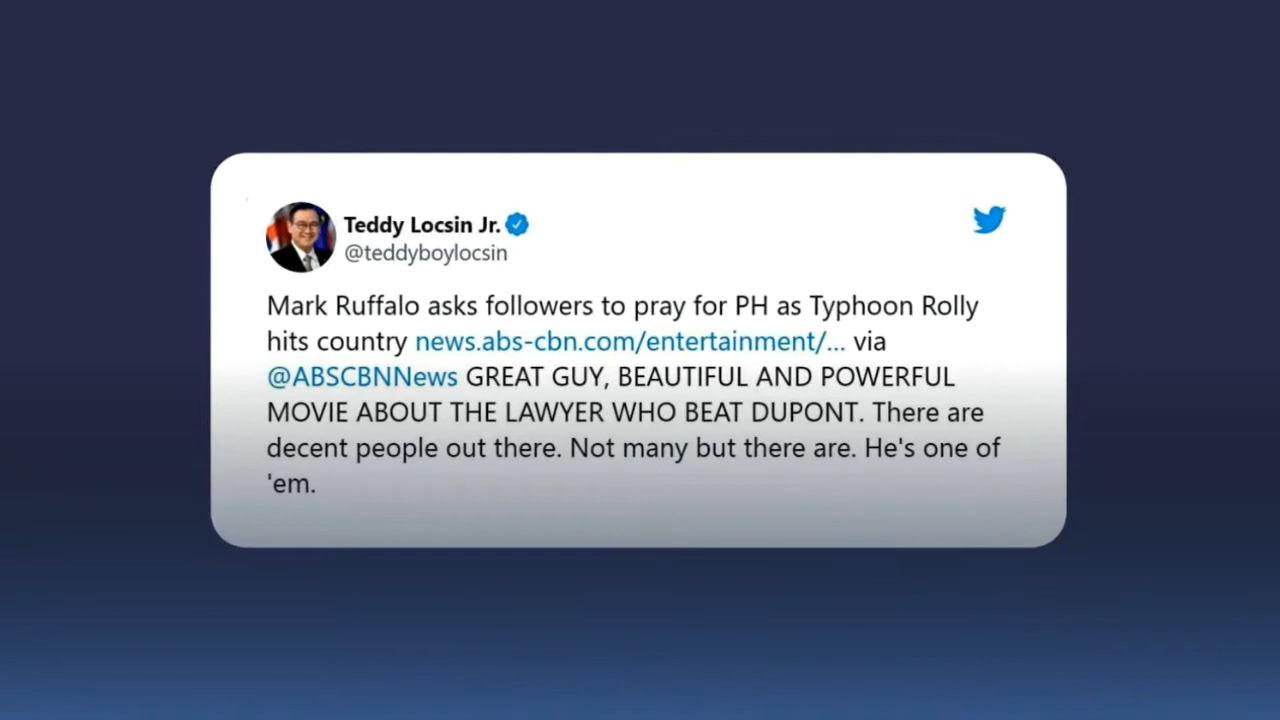 Teddy Locsin Jr.
@teddyboylocsin
Mark Ruffalo asks followers to pray for PH as Typhoon Rolly
hits country news.abs-cbn.com/entertainment/... via
@ABSCBNNews GREAT GUY, BEAUTIFUL AND POWERFUL
MOVIE ABOUT THE LAWYER WHO BEAT DUPONT. There are
decent people out there. Not many but there are. He's one of
'em.